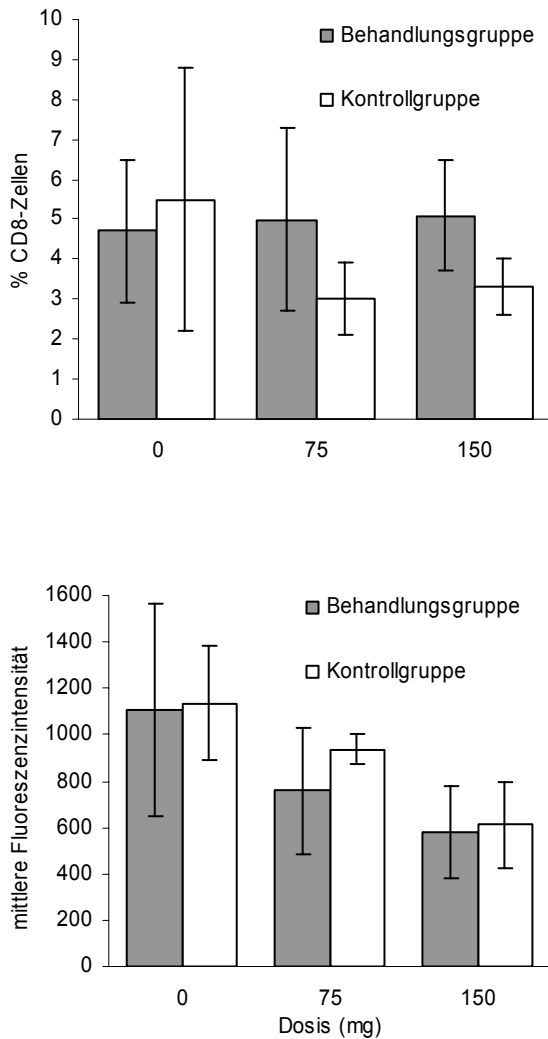 % CD8-Zellen
10
9
8
7
6
5
4
3
2
1
0
Behandlungsgruppe
Kontrollgruppe
0 75 150
mittlere Fluoreszenzintensität
1600
1400
1200
1000
800
600
400
200
0
Behandlungsgruppe
Kontrollgruppe
0 75 150
Dosis (mg)